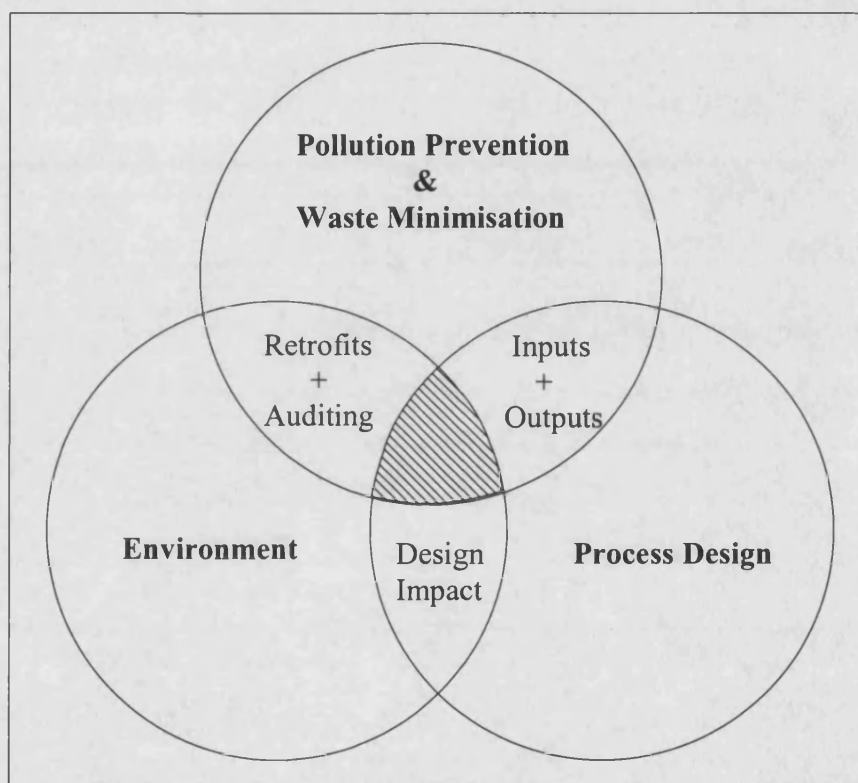 Pollution Prevention
&
Waste Minimisation
Retrofits
+
Auditing
Inputs
+
Outputs
Environment
Design
Impact
Process Design